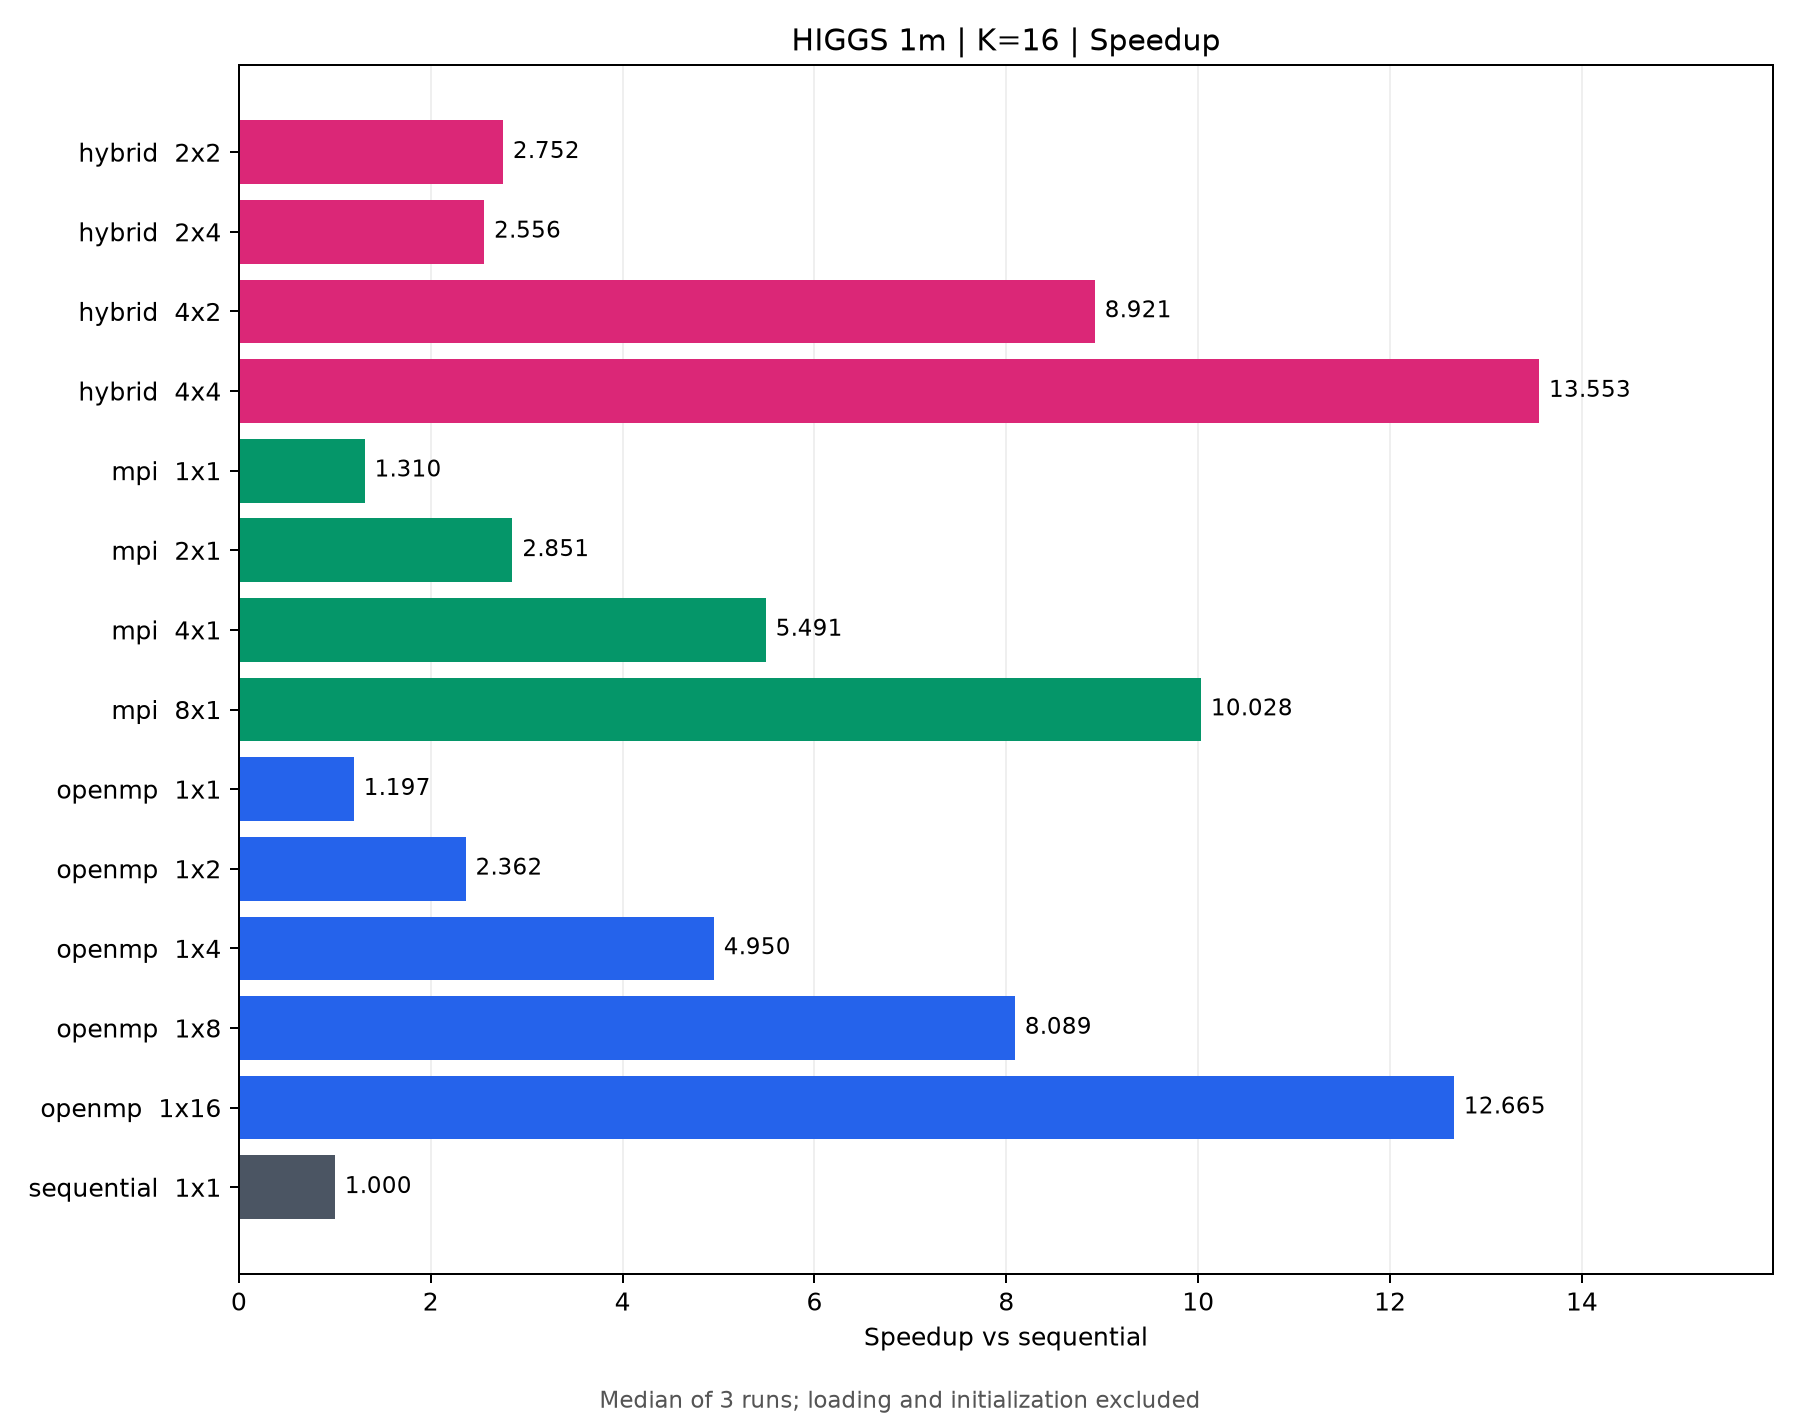 HIGGS 1m | K=16 | Speedup
hybrid 2x2 2.752
hybrid 2x4 2.556
hybrid 4x2 8.921
hybrid 4x4 13.553
mpi 1x1 1.310
mpi 2x1 2.851
mpi 4x1 5.491
mpi 8x1 10.028
openmp 1x1 1.197
openmp 1x2 2.362
openmp 1x4 4.950
openmp 1x8 8.089
openmp 1x16 12.665
sequential 1x1 1.000
0 2 4 6 8 10 12 14
Speedup vs sequential
Median of 3 runs; loading and initialization excluded